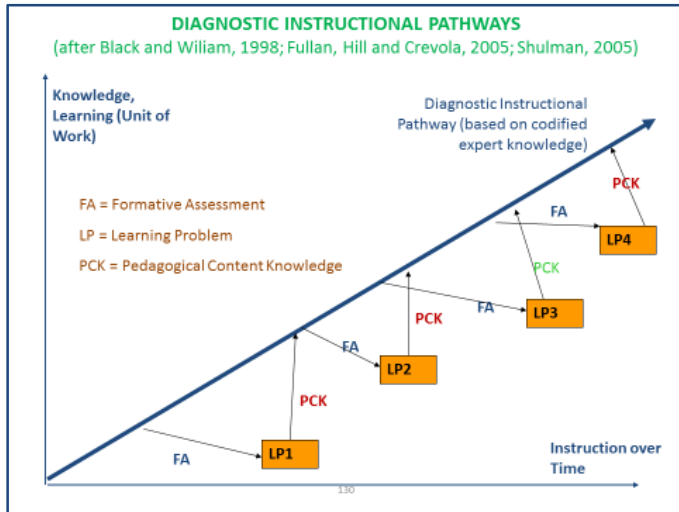 DIAGNOSTIC INSTRUCTIONAL PATHWAYS
(after Black and Wiliam, 1998; Fullan, Hill and Crevola, 2005; Shulman, 2005)
Knowledge,
Learning (Unit of
Work)
Diagnostic Instructional
Pathway (based on codified
expert knowledge)
FA = Formative Assessment
LP = Learning Problem
PCK = Pedagogical Content Knowledge
PCK
FA
LP4
PCK
FA
LP3
PCK
FA
LP2
PCK
FA
LP1
Instruction over
Time
130